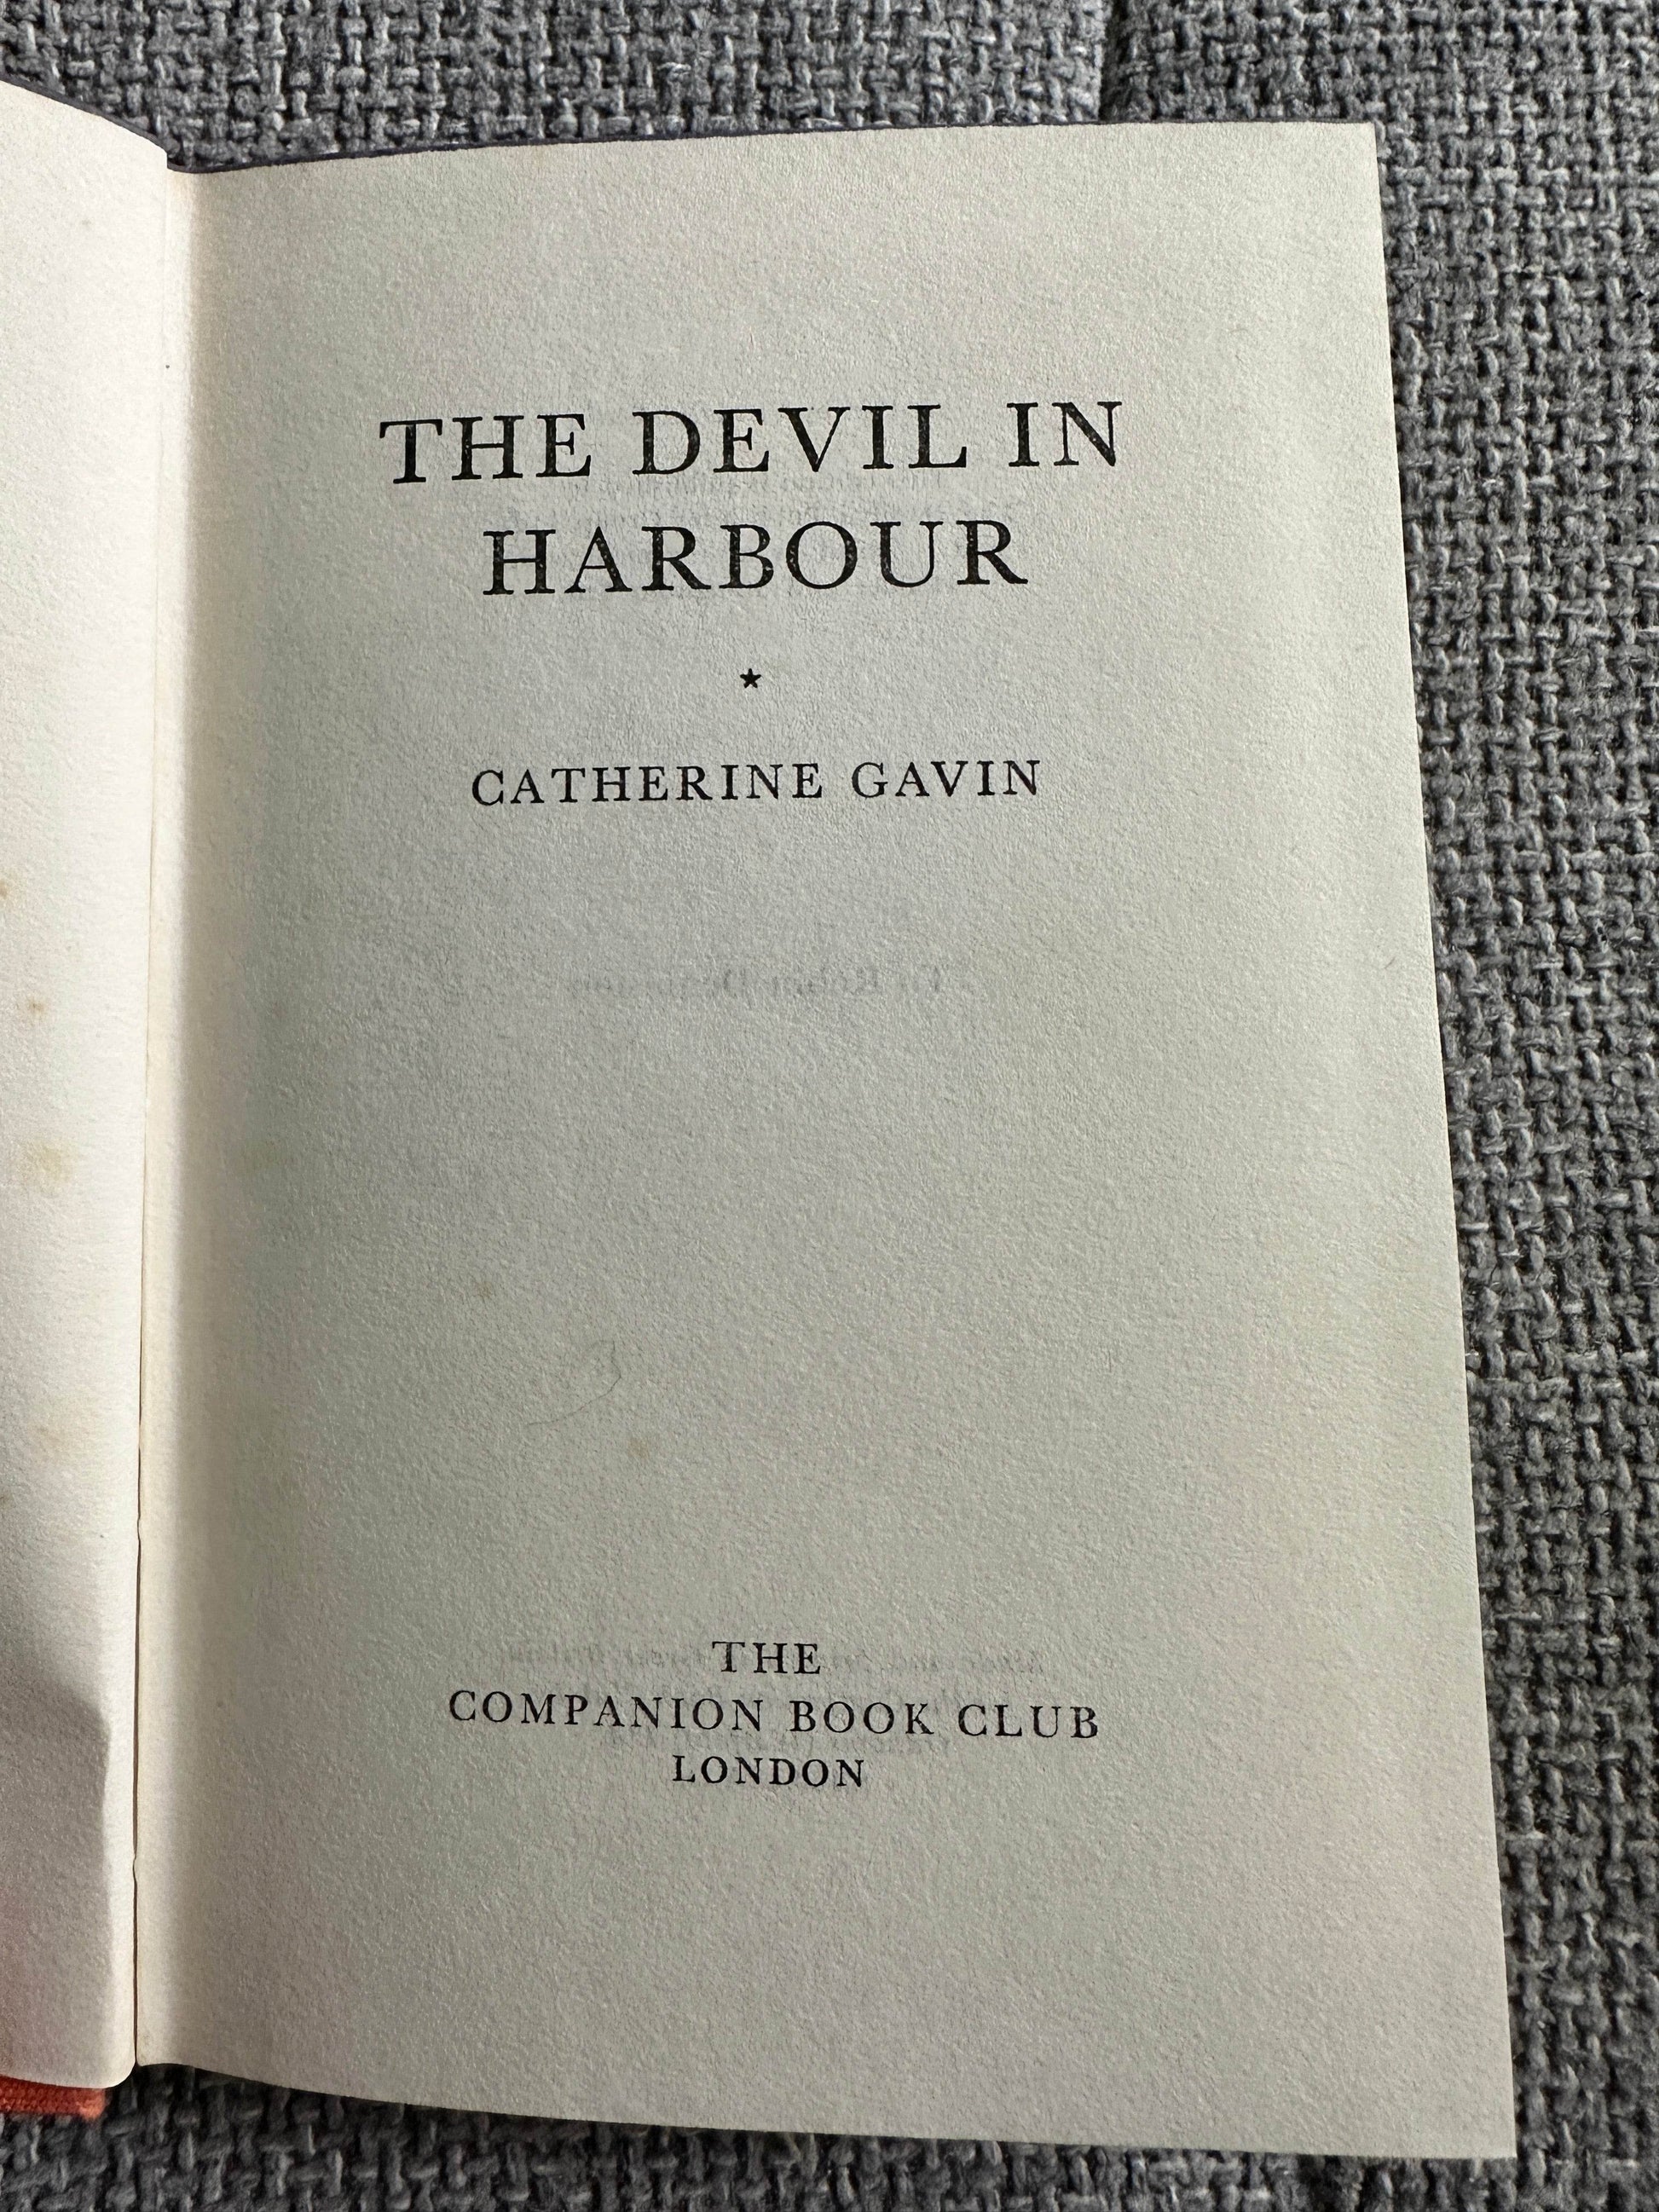 THE DEVIL IN
HARBOUR
★
CATHERINE GAVIN
THE
COMPANION BOOK CLUB
LONDON